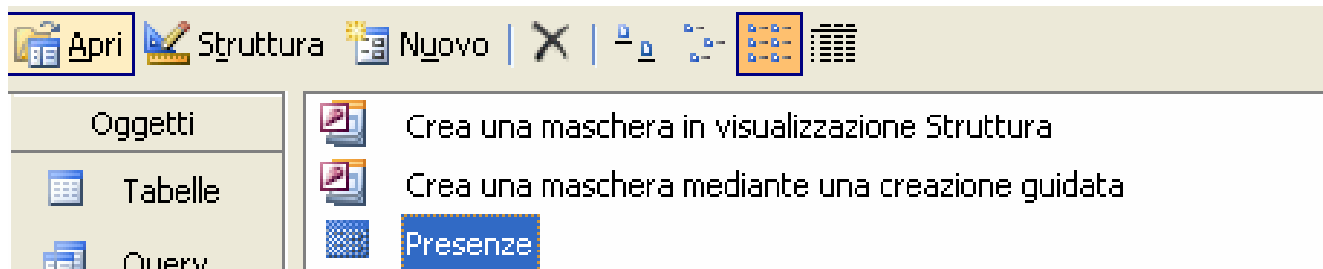 Apri Struttura Nuovo
Oggetti
Tabelle
Query
Crea una maschera in visualizzazione Struttura
Crea una maschera mediante una creazione guidata
Presenze